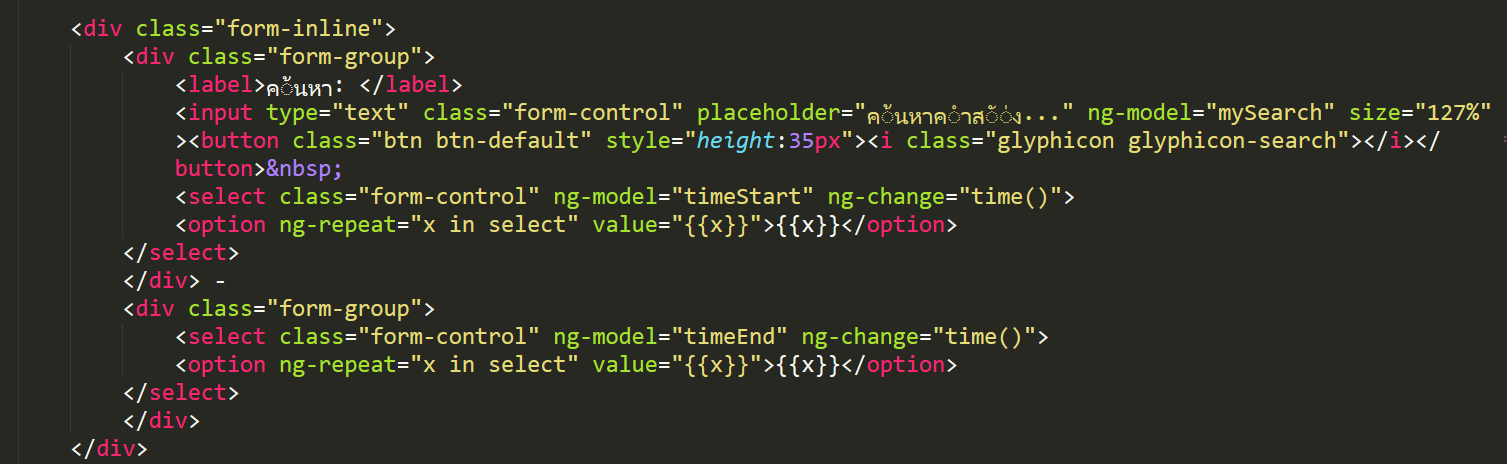 <div class="form-inline">
<div class="form-group">
<label>ค้นหา: </label>
<input type="text" class="form-control" placeholder="ค้นหาคำสั่ง..." ng-model="mySearch" size="127%"
><button class="btn btn-default" style="height:35px"><i class="glyphicon glyphicon-search"></i></
button>&nbsp;
<select class="form-control" ng-model="timeStart" ng-change="time()">
<option ng-repeat="x in select" value="{{x}}">{{x}}</option>
</select>
</div> -
<div class="form-group">
<select class="form-control" ng-model="timeEnd" ng-change="time()">
<option ng-repeat="x in select" value="{{x}}">{{x}}</option>
</select>
</div>
</div>